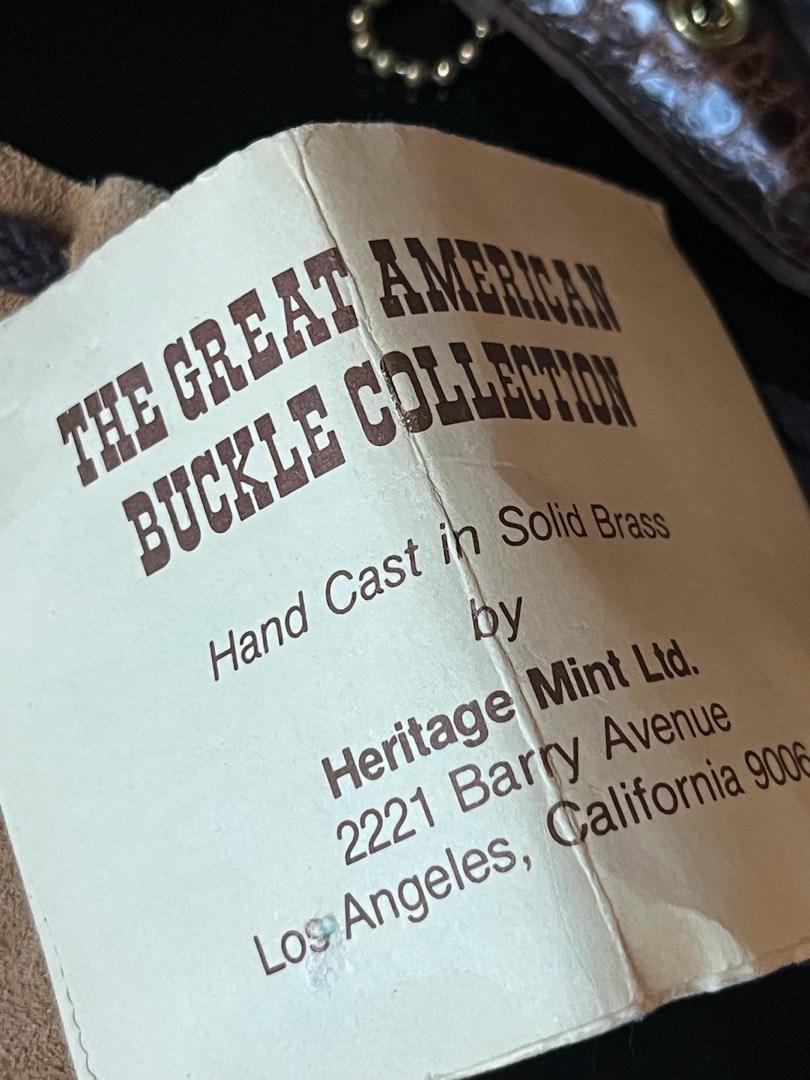 THE GREAT AMERICAN
BUCKLE COLLECTION
Hand Cast in Solid Brass
by
Heritage Mint Ltd.
2221 Barry Avenue
Los Angeles, California 9006